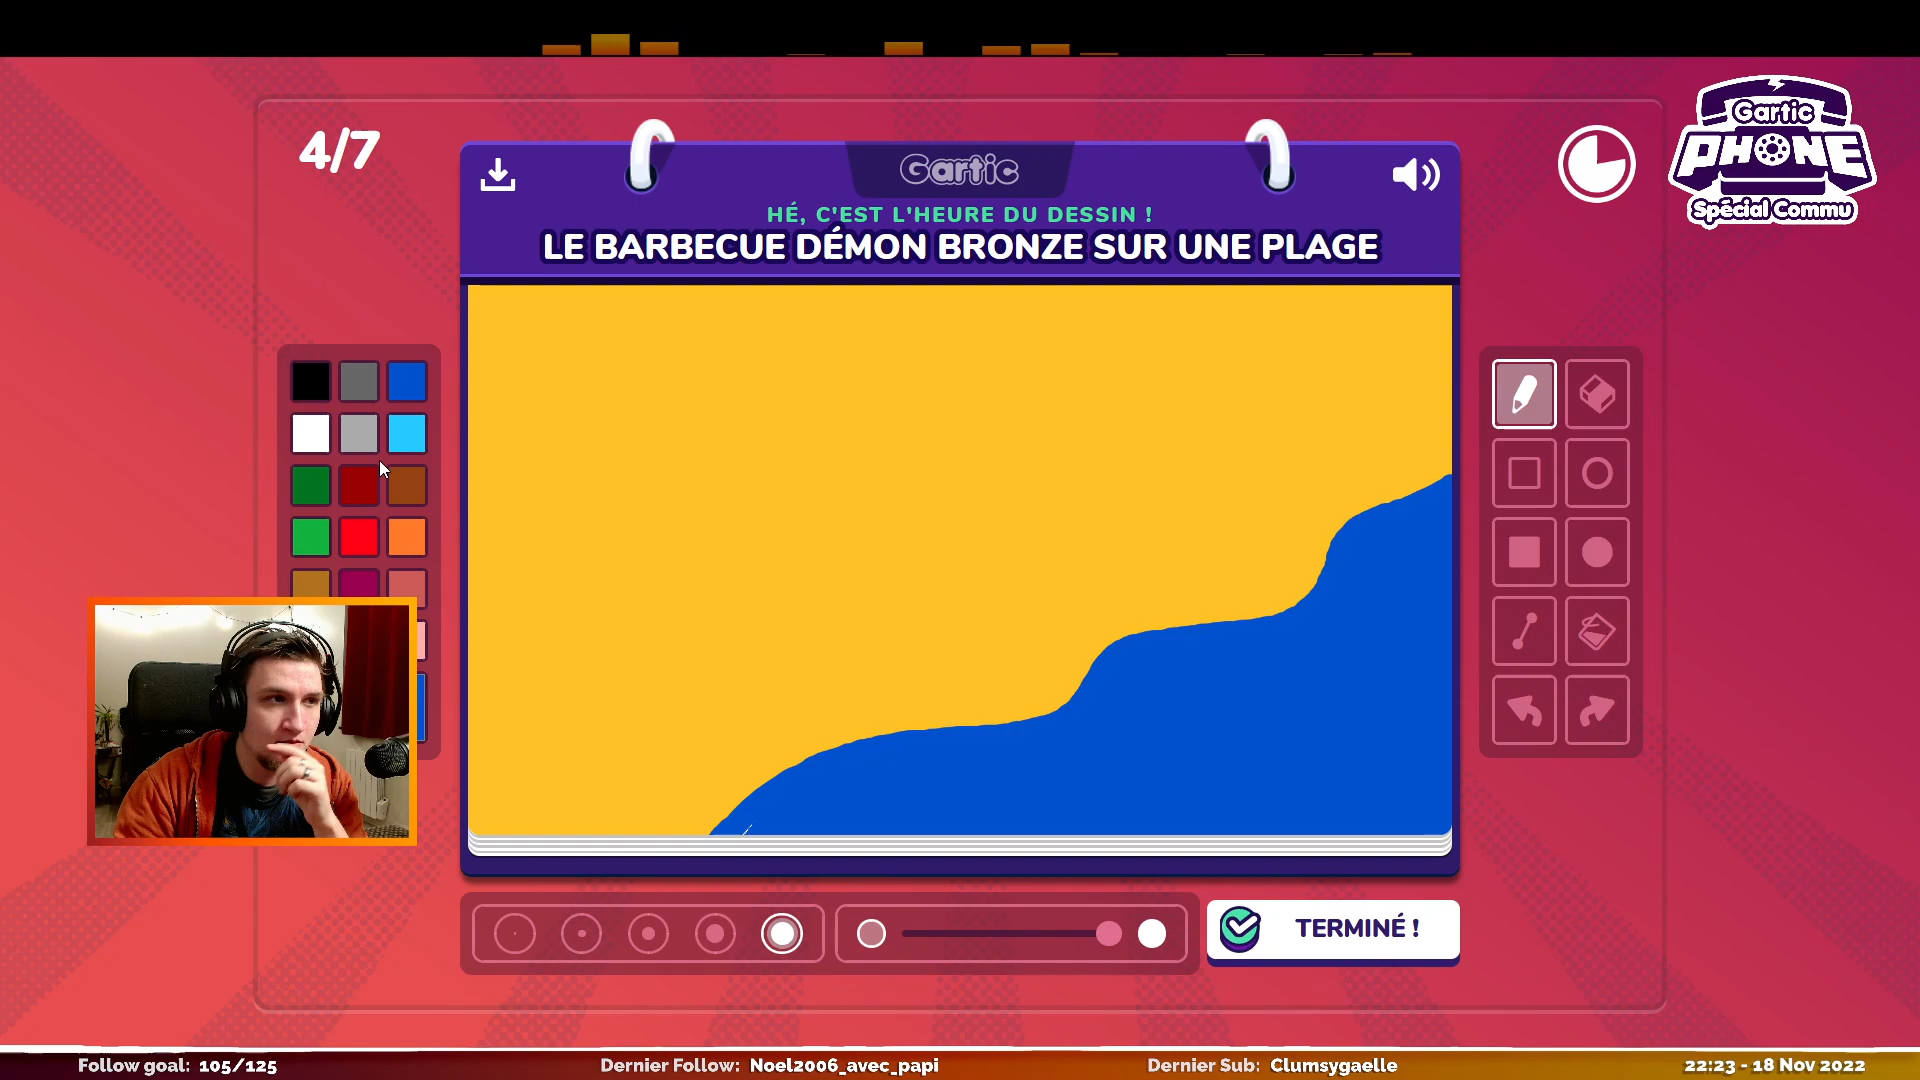 4/7
Gartic
Gartic
PHONE
Spécial Commu
HÉ, C'EST L'HEURE DU DESSIN !
LE BARBECUE DÉMON BRONZE SUR UNE PLAGE
TERMINÉ !
Follow goal: 105/125
Dernier Follow: Noel2006_avec_papi
Dernier Sub: Clumsygaelle
22:23 - 18 Nov 2022